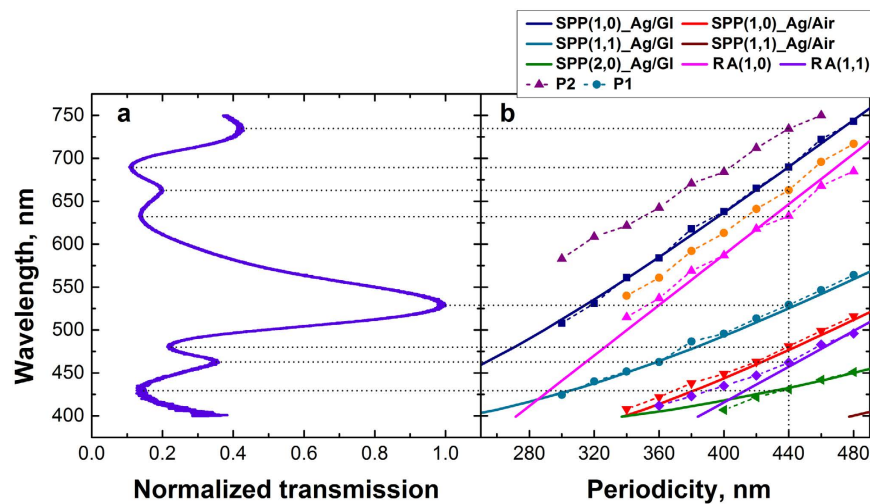 SPP(1,0)_Ag/Gl SPP(1,0)_Ag/Air
SPP(1,1)_Ag/Gl SPP(1,1)_Ag/Air
SPP(2,0)_Ag/Gl RA(1,0) RA(1,1)
P2 P1
a b
750
700
650
600
550
500
450
400
Wavelength, nm
0.0 0.2 0.4 0.6 0.8 1.0 280 320 360 400 440 480
Normalized transmission Periodicity, nm